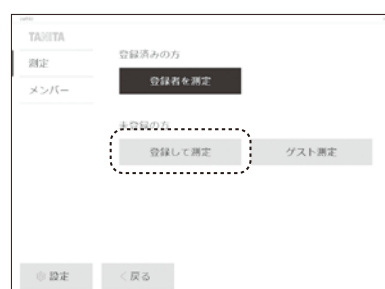 TANITA
測定
メンバー
登録済みの方
登録者を測定
未登録の方
登録して測定
ゲスト測定
設定
戻る